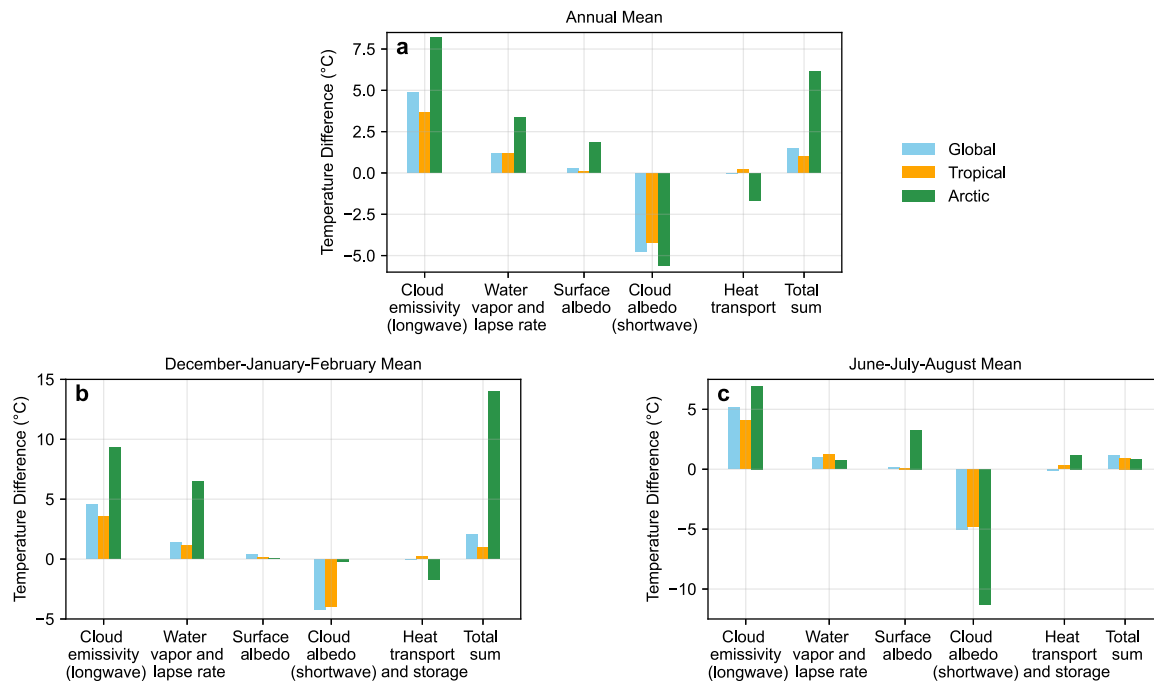 Annual Mean
a
Temperature Difference (°C)
7.5
5.0
2.5
0.0
−2.5
−5.0
Cloud
emissivity
(longwave)
Water
vapor and
lapse rate
Surface
albedo
Cloud
albedo
(shortwave)
Heat
transport
Total
sum
Global
Tropical
Arctic
December-January-February Mean
b
Temperature Difference (°C)
15
10
5
0
−5
Cloud
emissivity
(longwave)
Water
vapor and
lapse rate
Surface
albedo
Cloud
albedo
(shortwave)
Heat
transport
and storage
Total
sum
June-July-August Mean
c
Temperature Difference (°C)
5
0
−5
−10
Cloud
emissivity
(longwave)
Water
vapor and
lapse rate
Surface
albedo
Cloud
albedo
(shortwave)
Heat
transport
and storage
Total
sum